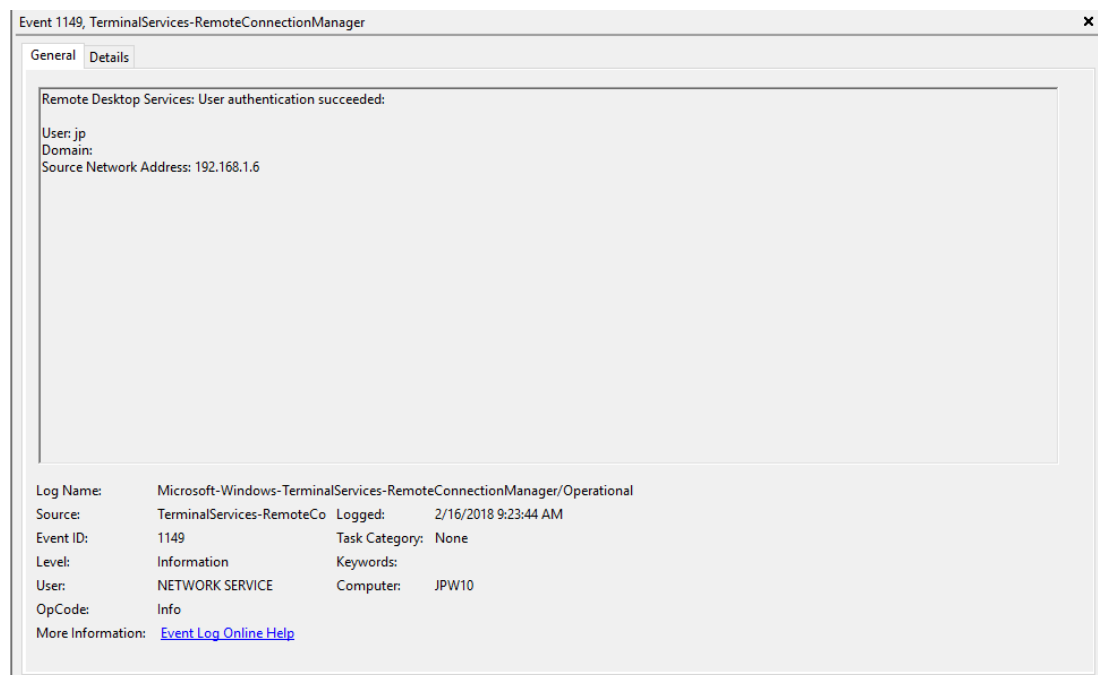 Event 1149, TerminalServices-RemoteConnectionManager
General Details
Remote Desktop Services: User authentication succeeded:
User: jp
Domain:
Source Network Address: 192.168.1.6
Log Name: Microsoft-Windows-TerminalServices-RemoteConnectionManager/Operational
Source: TerminalServices-RemoteCo Logged: 2/16/2018 9:23:44 AM
Event ID: 1149 Task Category: None
Level: Information Keywords:
User: NETWORK SERVICE Computer: JPW10
OpCode: Info
More Information: Event Log Online Help